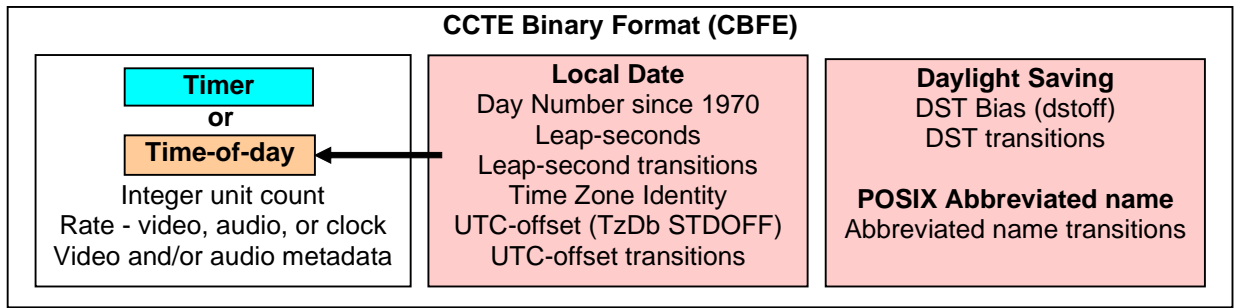 CCTE Binary Format (CBFE)
Timer
or
Time-of-day
Integer unit count
Rate - video, audio, or clock
Video and/or audio metadata
Local Date
Day Number since 1970
Leap-seconds
Leap-second transitions
Time Zone Identity
UTC-offset (TzDb STDOFF)
UTC-offset transitions
Daylight Saving
DST Bias (dstoff)
DST transitions
POSIX Abbreviated name
Abbreviated name transitions